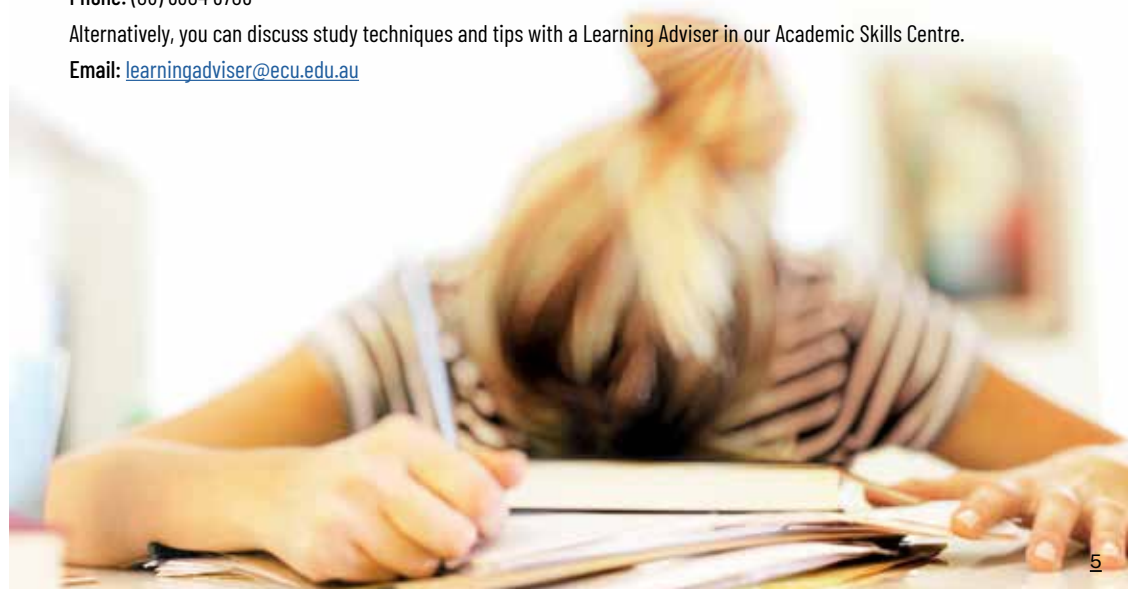 Alternatively, you can discuss study techniques and tips with a Learning Adviser in our Academic Skills Centre.
Email: learningadviser@ecu.edu.au
5